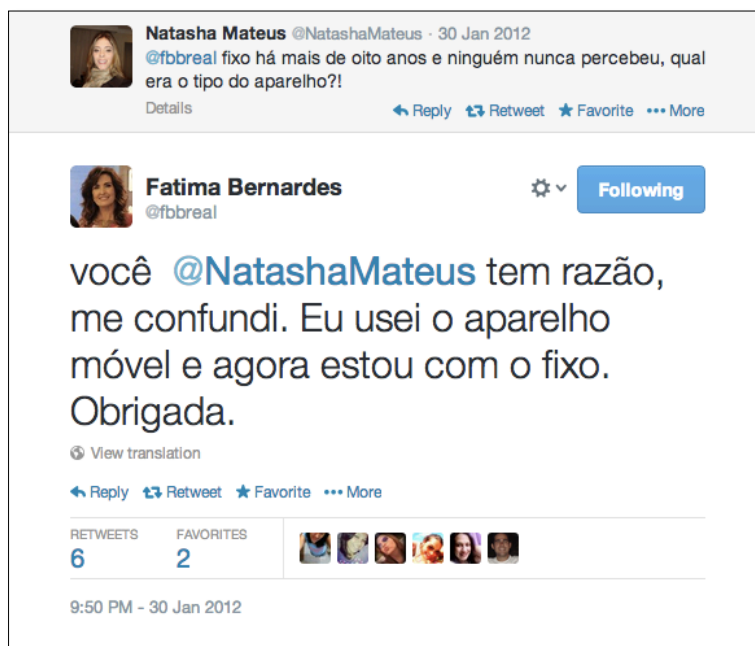 Natasha Mateus @NatashaMateus · 30 Jan 2012
@fbbreal fixo há mais de oito anos e ninguém nunca percebeu, qual
era o tipo do aparelho?!
Details
Reply Retweet Favorite More
Fatima Bernardes
@fbbreal
Following
você @NatashaMateus tem razão,
me confundi. Eu usei o aparelho
móvel e agora estou com o fixo.
Obrigada.
View translation
Reply Retweet Favorite More
RETWEETS FAVORITES
6 2
9:50 PM - 30 Jan 2012